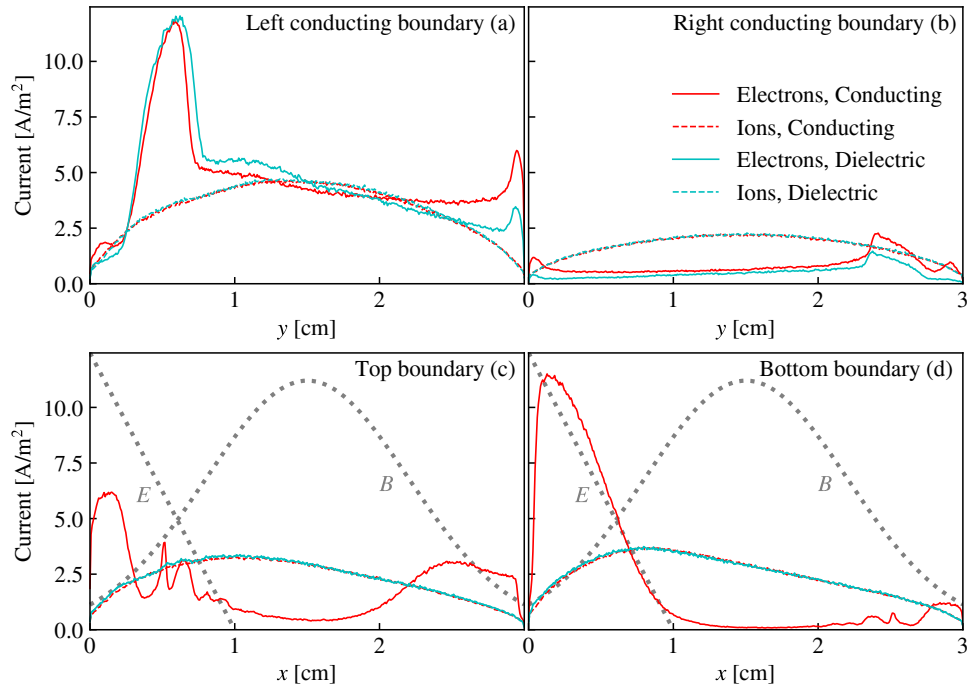 Left conducting boundary (a)
Right conducting boundary (b)
Current [A/m²]
10.0
7.5
5.0
2.5
0.0
Electrons, Conducting
Ions, Conducting
Electrons, Dielectric
Ions, Dielectric
0
1
2
0
1
2
3
y [cm]
y [cm]
Top boundary (c)
Bottom boundary (d)
Current [A/m²]
10.0
7.5
5.0
2.5
0.0
E
B
E
B
0
1
2
0
1
2
3
x [cm]
x [cm]